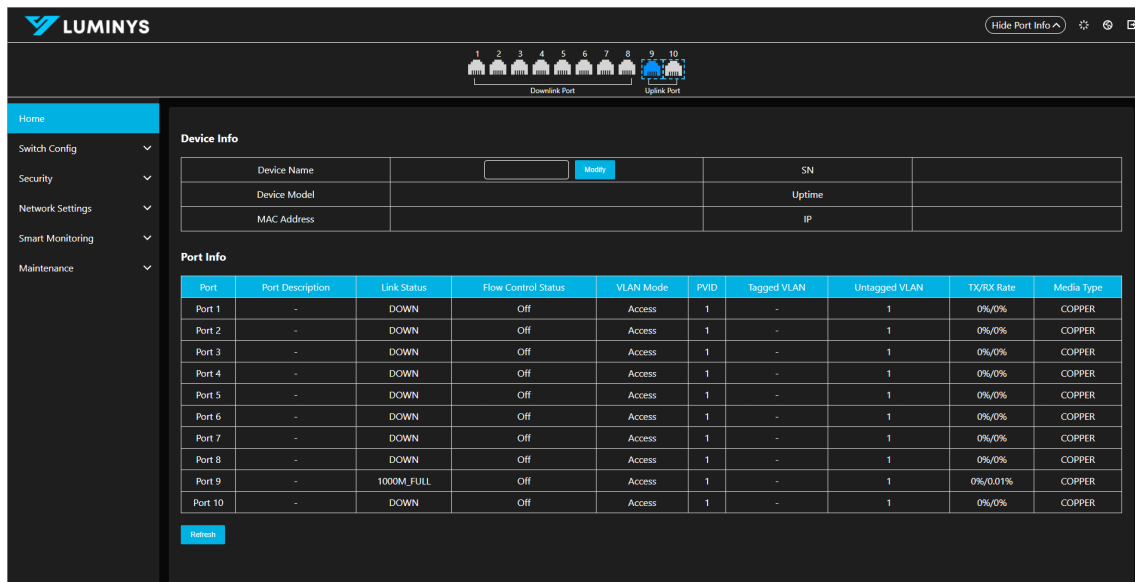 LUMINYS
Hide Port Info
1 2 3 4 5 6 7 8 9 10
Downlink Port Uplink Port
Home
Switch Config
Security
Network Settings
Smart Monitoring
Maintenance
Device Info
Device Name Modify SN
Device Model Uptime
MAC Address IP
Port Info
Port Port Description Link Status Flow Control Status VLAN Mode PVID Tagged VLAN Untagged VLAN TX/RX Rate Media Type
Port 1 - DOWN Off Access 1 - 1 0%/0% COPPER
Port 2 - DOWN Off Access 1 - 1 0%/0% COPPER
Port 3 - DOWN Off Access 1 - 1 0%/0% COPPER
Port 4 - DOWN Off Access 1 - 1 0%/0% COPPER
Port 5 - DOWN Off Access 1 - 1 0%/0% COPPER
Port 6 - DOWN Off Access 1 - 1 0%/0% COPPER
Port 7 - DOWN Off Access 1 - 1 0%/0% COPPER
Port 8 - DOWN Off Access 1 - 1 0%/0% COPPER
Port 9 - 1000M_FULL Off Access 1 - 1 0%/0.01% COPPER
Port 10 - DOWN Off Access 1 - 1 0%/0% COPPER
Refresh